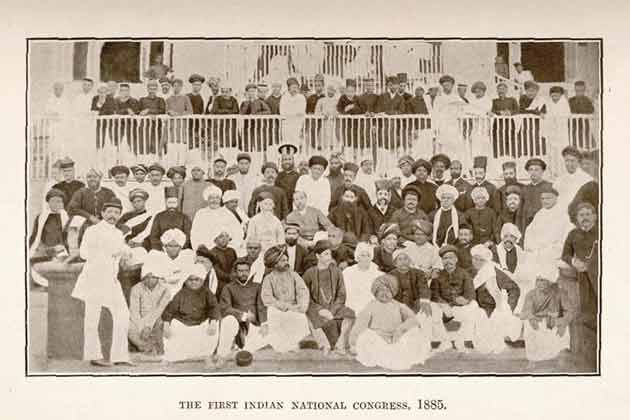 THE FIRST INDIAN NATIONAL CONGRESS, 1885.